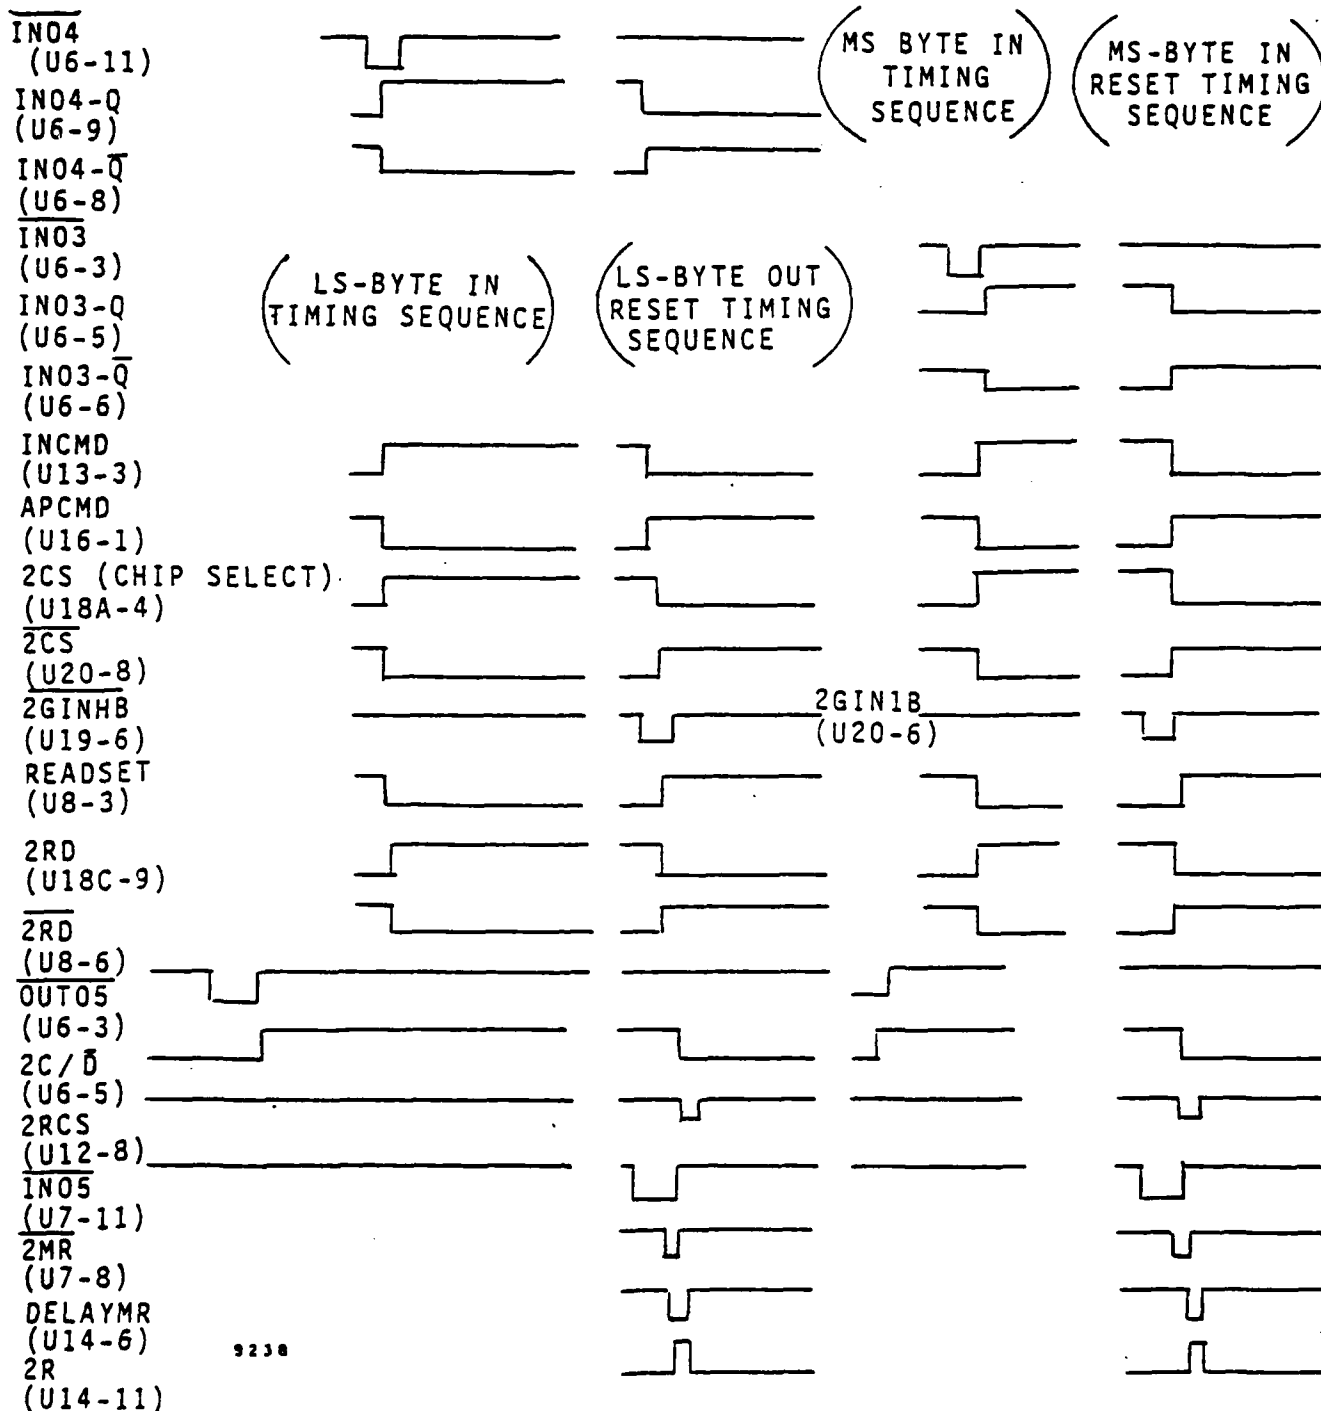 IN04
(U6-11)
IN04-Q
(U6-9)
IN04-Q̅
(U6-8)
IN03
(U6-3)
IN03-Q
(U6-5)
IN03-Q̅
(U6-6)
INCMD
(U13-3)
APCMD
(U16-1)
2CS (CHIP SELECT)
(U18A-4)
2CS
(U20-8)
2GINHB
(U19-6)
READSET
(U8-3)
2RD
(U18C-9)
2RD
(U8-6)
OUT05
(U6-3)
2C/D̅
(U6-5)
2RCS
(U12-8)
IN05
(U7-11)
2MR
(U7-8)
DELAYMR
(U14-6)
2R
(U14-11)
9238
LS-BYTE IN
TIMING SEQUENCE
LS-BYTE OUT
RESET TIMING
SEQUENCE
MS BYTE IN
TIMING
SEQUENCE
MS-BYTE IN
RESET TIMING
SEQUENCE
2GIN1B
(U20-6)